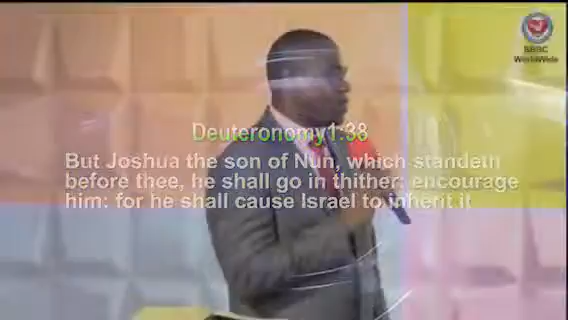 SBBC
WorldWide
Deuteronomy1:38
But Joshua the son of Nun, which standeth
before thee, he shall go in thither: encourage
him: for he shall cause Israel to inherit it